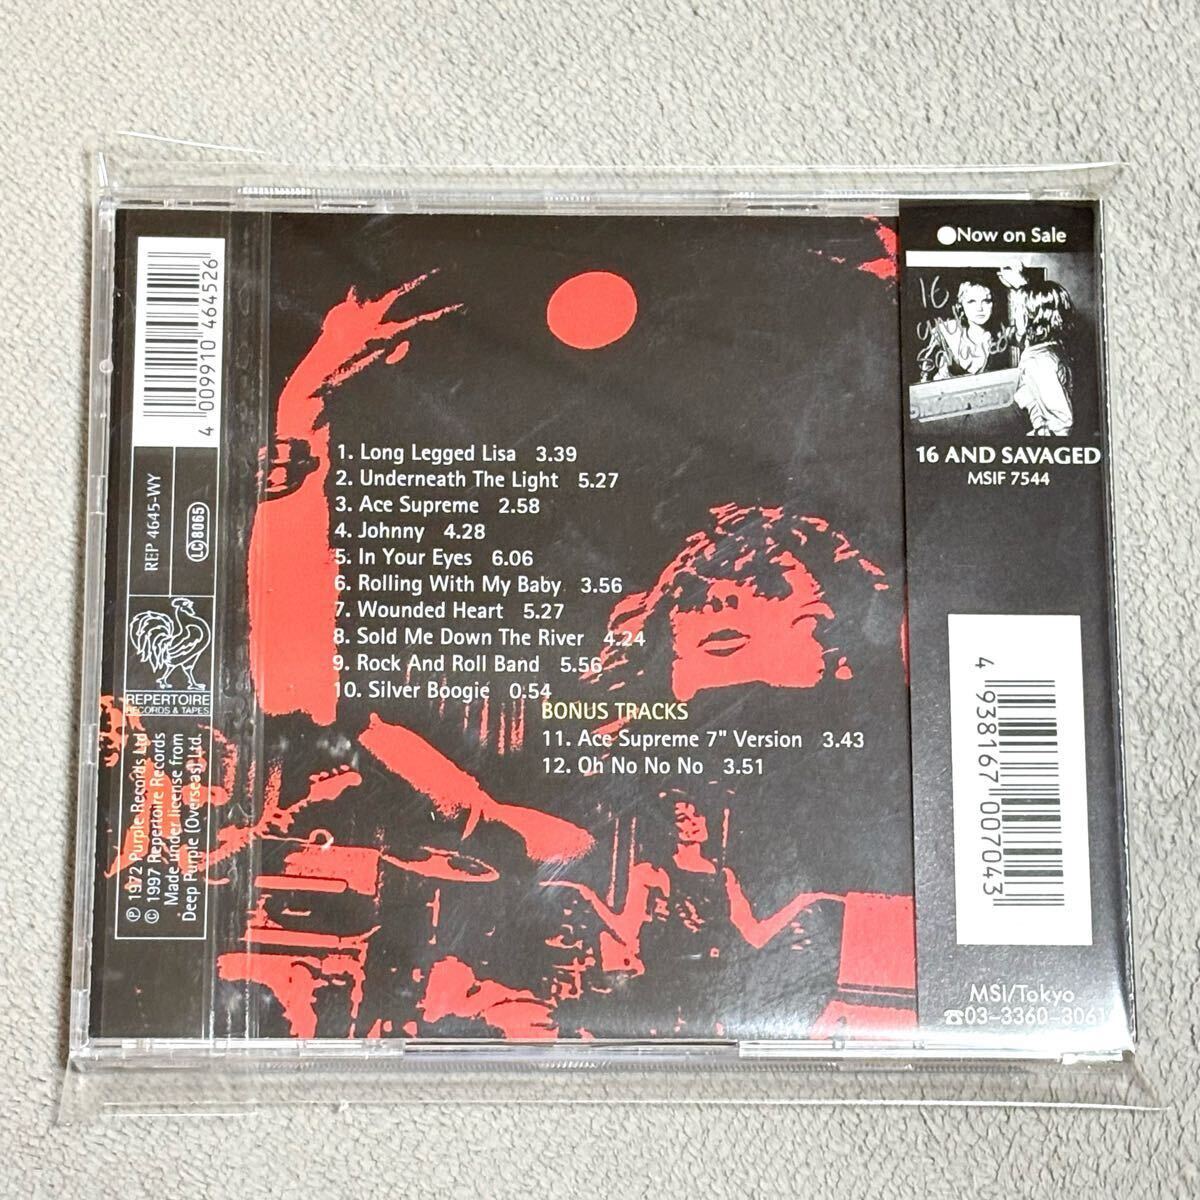 4 009910 464526
REP 4645-WY
LC 8065
REPERTOIRE
RECORDS & TAPES
℗ 1972 Purple Records Ltd.
© 1997 Repertoire Records
Made under license from
Deep Purple (Overseas) Ltd.
1. Long Legged Lisa 3.39
2. Underneath The Light 5.27
3. Ace Supreme 2.58
4. Johnny 4.28
5. In Your Eyes 6.06
6. Rolling With My Baby 3.56
7. Wounded Heart 5.27
8. Sold Me Down The River 4.24
9. Rock And Roll Band 5.56
10. Silver Boogie 0.54
BONUS TRACKS
11. Ace Supreme 7" Version 3.43
12. Oh No No No 3.51
●Now on Sale
16
and
Savaged
16 AND SAVAGED
MSIF 7544
4 938167 007043
MSI/Tokyo
☎03-3360-3061